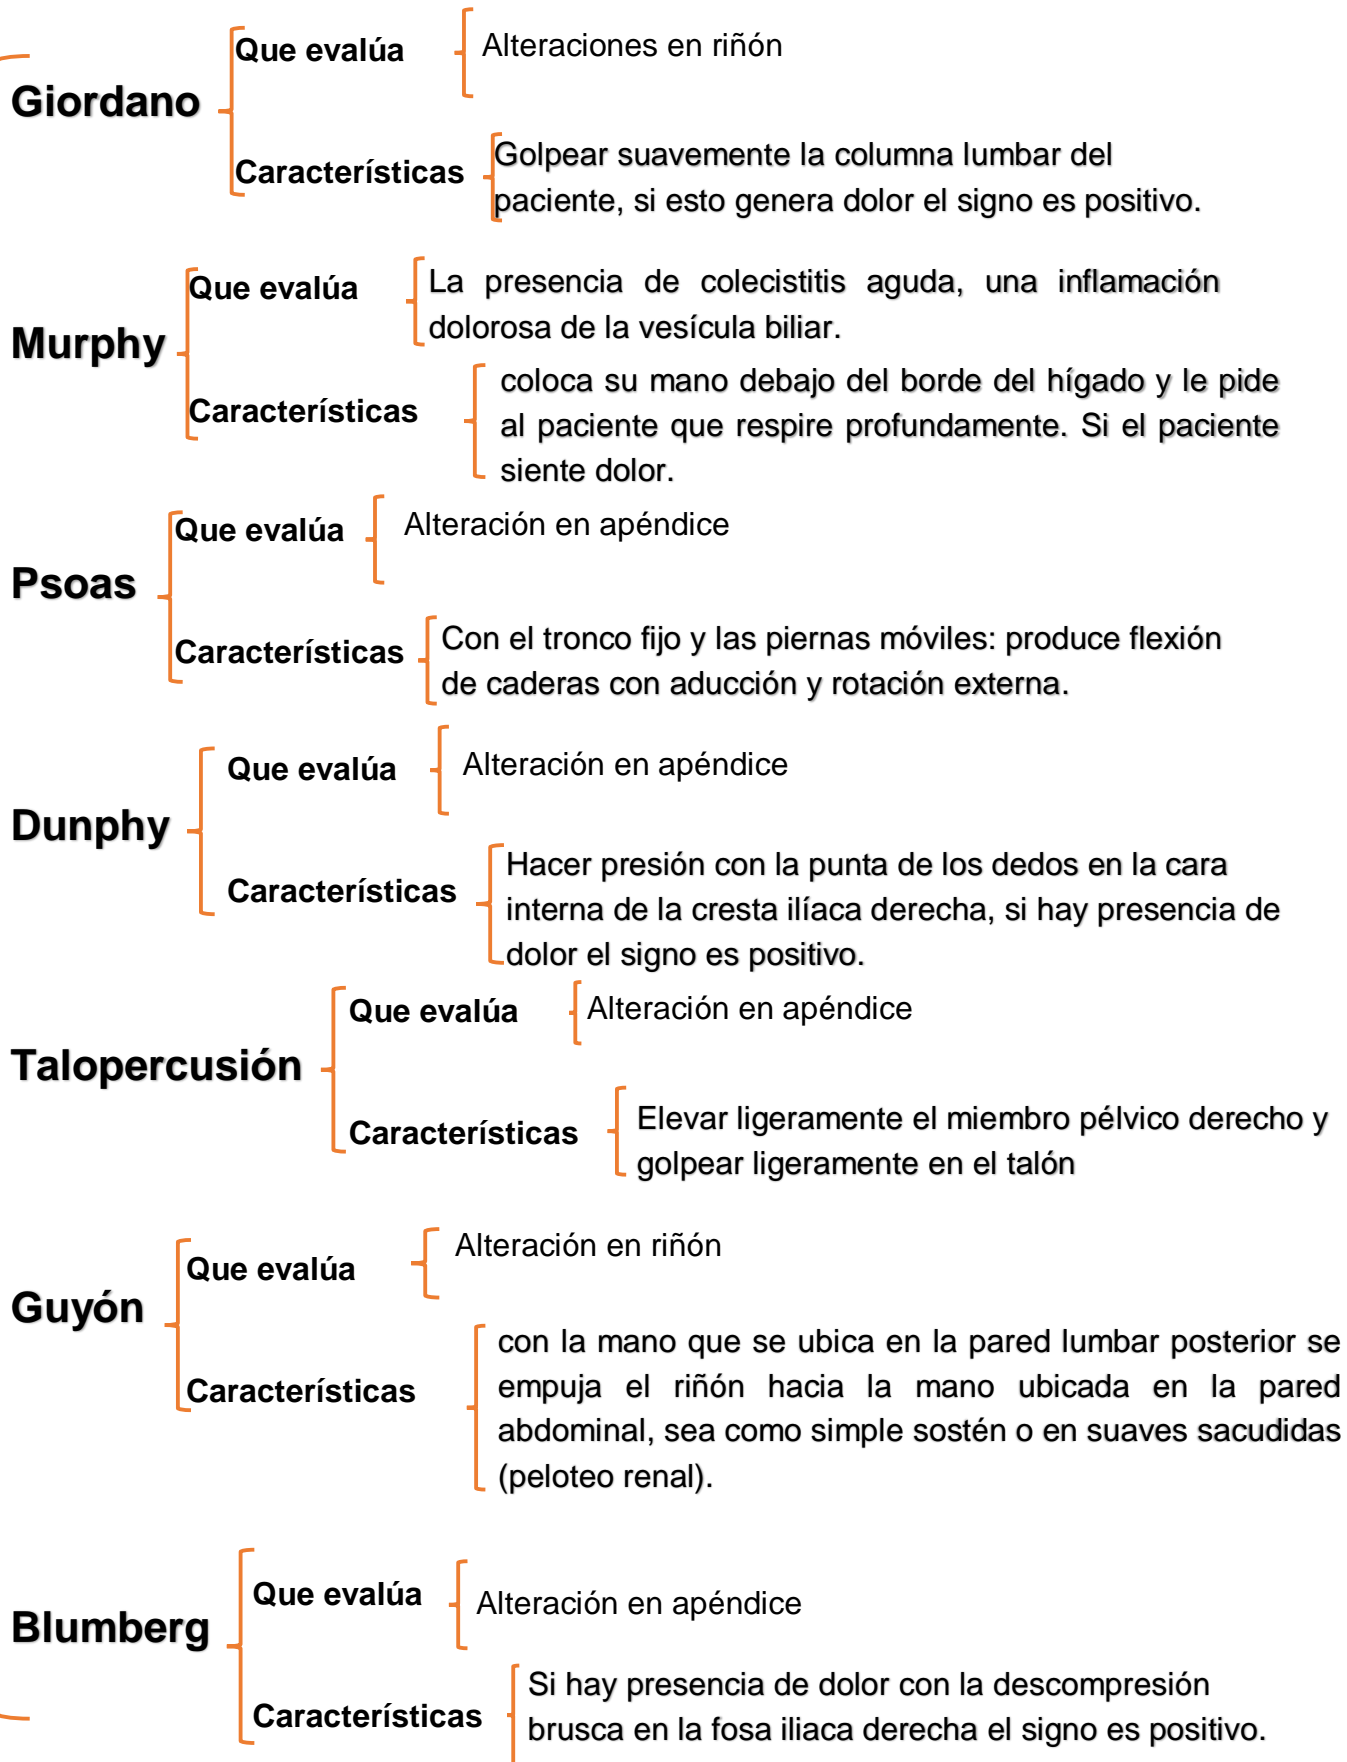 Giordano
Que evalúa
Alteraciones en riñón
Características
Golpear suavemente la columna lumbar del
paciente, si esto genera dolor el signo es positivo.
Murphy
Que evalúa
La presencia de colecistitis aguda, una inflamación
dolorosa de la vesícula biliar.
Características
coloca su mano debajo del borde del hígado y le pide
al paciente que respire profundamente. Si el paciente
siente dolor.
Psoas
Que evalúa
Alteración en apéndice
Características
Con el tronco fijo y las piernas móviles: produce flexión
de caderas con aducción y rotación externa.
Dunphy
Que evalúa
Alteración en apéndice
Características
Hacer presión con la punta de los dedos en la cara
interna de la cresta ilíaca derecha, si hay presencia de
dolor el signo es positivo.
Talopercusión
Que evalúa
Alteración en apéndice
Características
Elevar ligeramente el miembro pélvico derecho y
golpear ligeramente en el talón
Guyón
Que evalúa
Alteración en riñón
Características
con la mano que se ubica en la pared lumbar posterior se
empuja el riñón hacia la mano ubicada en la pared
abdominal, sea como simple sostén o en suaves sacudidas
(peloteo renal).
Blumberg
Que evalúa
Alteración en apéndice
Características
Si hay presencia de dolor con la descompresión
brusca en la fosa iliaca derecha el signo es positivo.